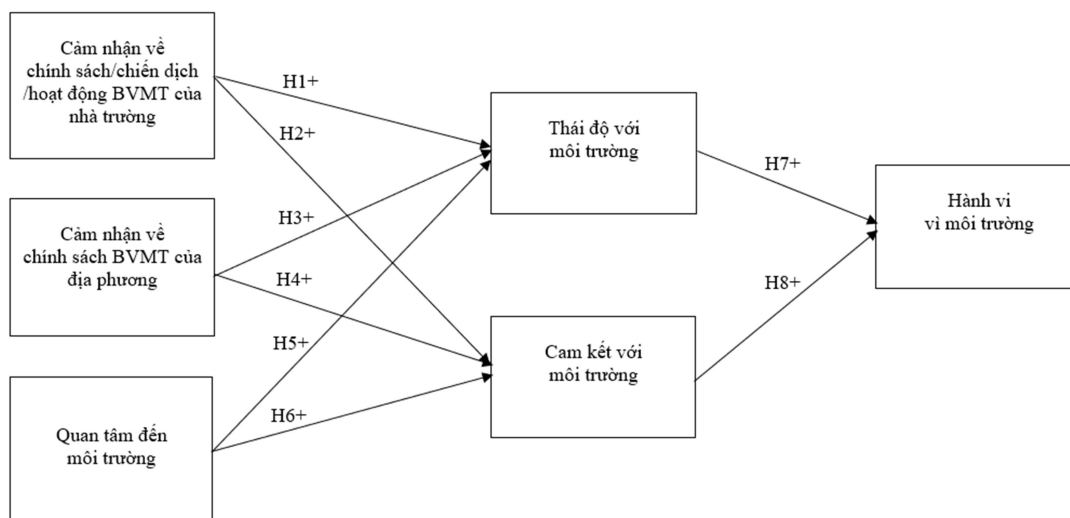 Cảm nhận về
chính sách/chiến dịch
/hoạt động BVMT của
nhà trường
Cảm nhận về
chính sách BVMT của
địa phương
Quan tâm đến
môi trường
H1+
H2+
H3+
H4+
H5+
H6+
Thái độ với
môi trường
Cam kết với
môi trường
H7+
H8+
Hành vi
vì môi trường